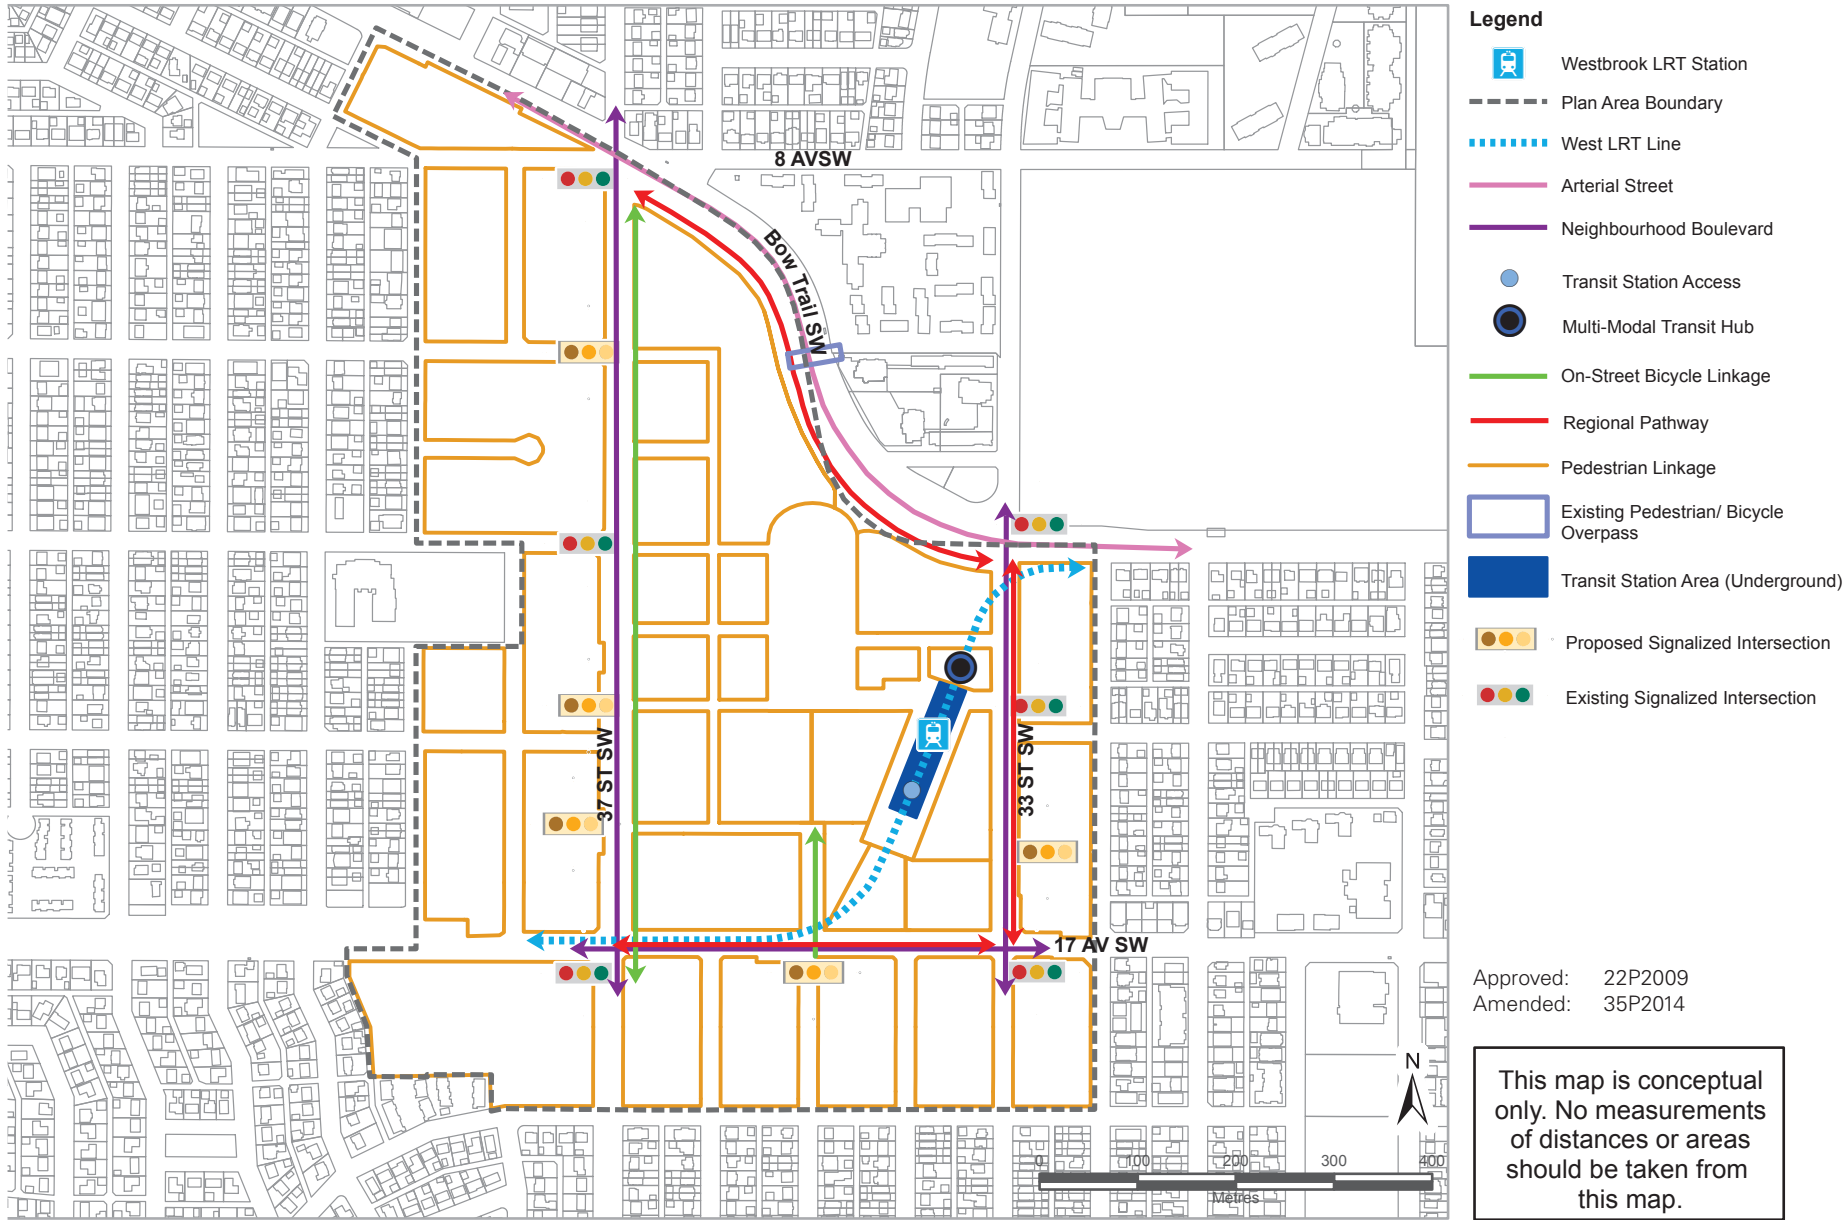 8 AVSW
Bow Trail SW
37 ST SW
33 ST SW
17 AV SW
0 100 200 300 400
Metres
N
Legend
Westbrook LRT Station
Plan Area Boundary
West LRT Line
Arterial Street
Neighbourhood Boulevard
Transit Station Access
Multi-Modal Transit Hub
On-Street Bicycle Linkage
Regional Pathway
Pedestrian Linkage
Existing Pedestrian/ Bicycle
Overpass
Transit Station Area (Underground)
Proposed Signalized Intersection
Existing Signalized Intersection
Approved: 22P2009
Amended: 35P2014
This map is conceptual
only. No measurements
of distances or areas
should be taken from
this map.